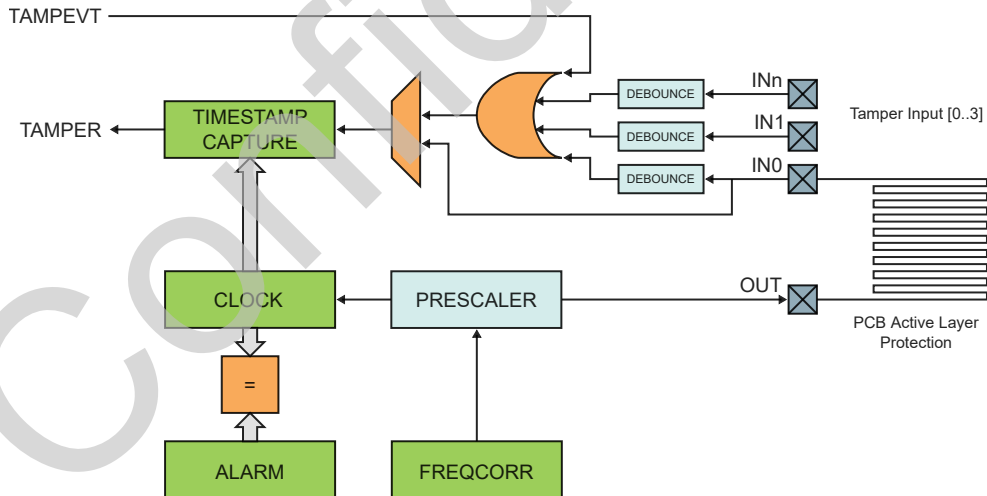 TAMPEVT
INn
DEBOUNCE
TIMESTAMP
CAPTURE
TAMPER
Tamper Input [0..3]
IN1
DEBOUNCE
IN0
DEBOUNCE
CLOCK
PRESCALER
OUT
PCB Active Layer
Protection
=
ALARM
FREQCORR
Confid